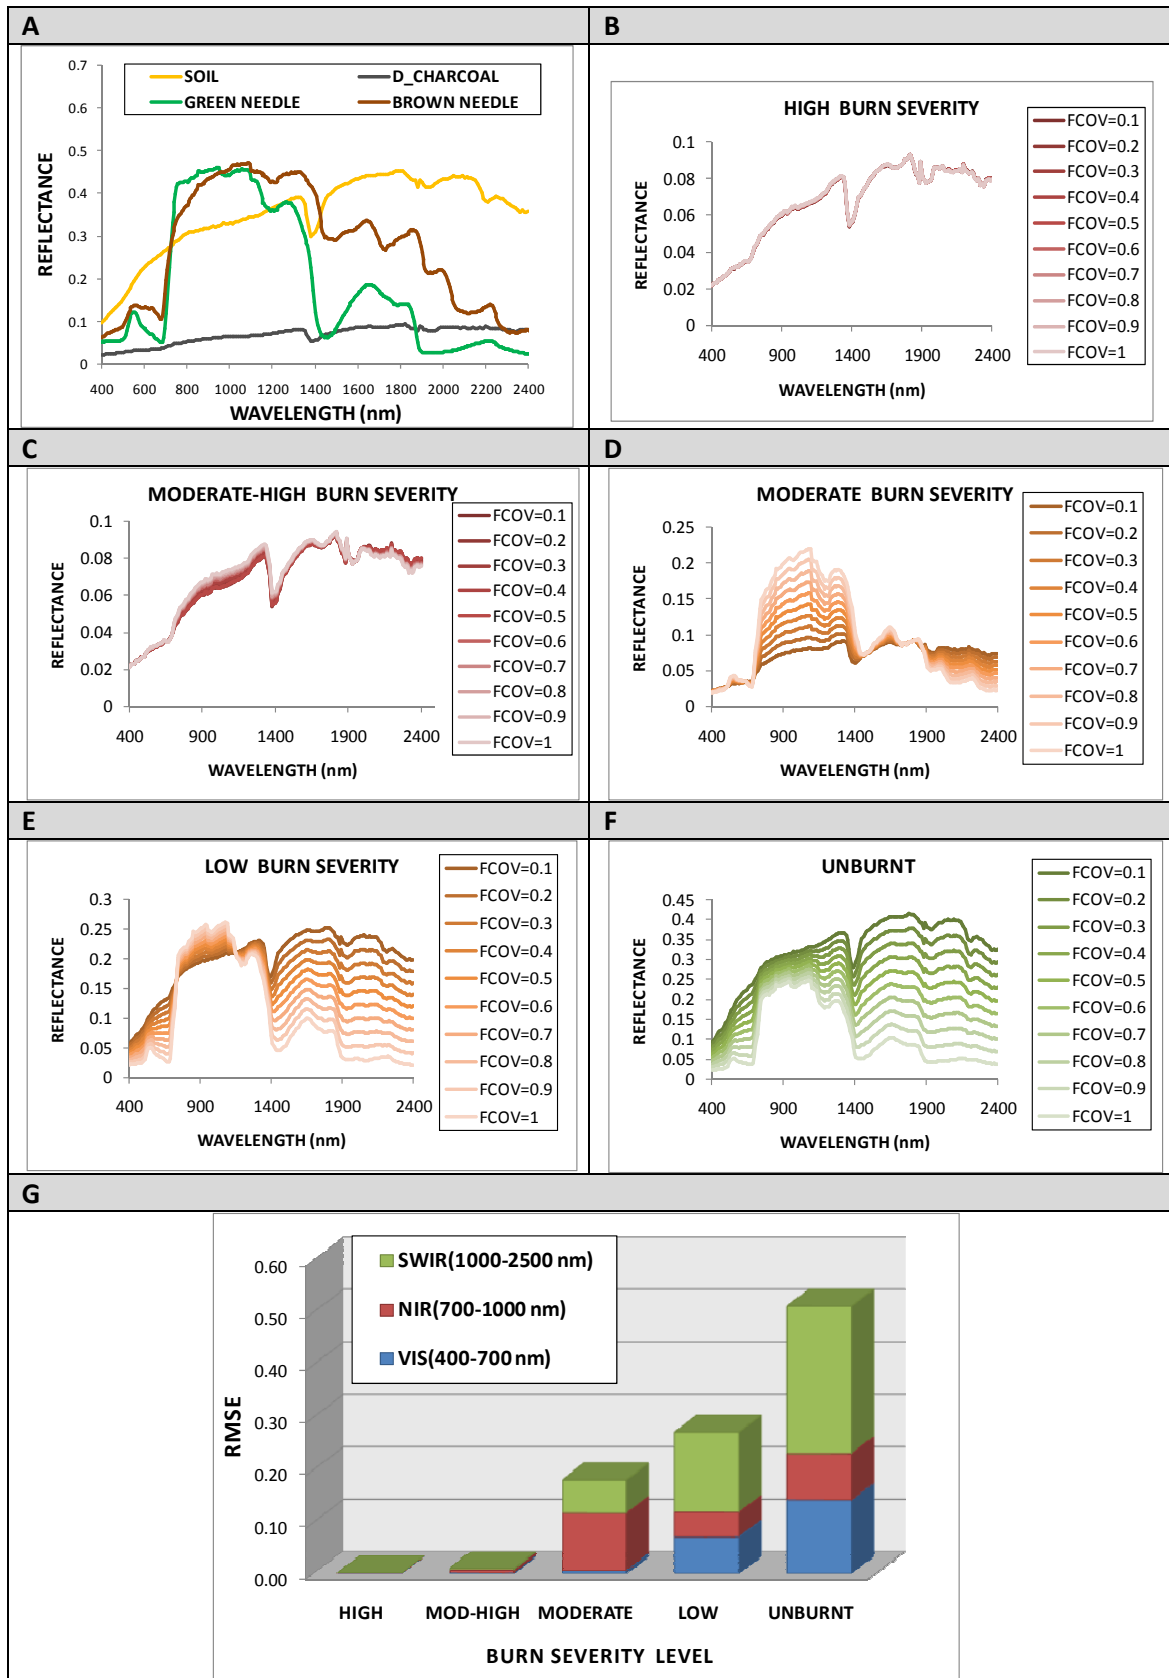 A
B
0.7
0.6
0.5
0.4
0.3
0.2
0.1
0
REFLECTANCE
SOIL
D_CHARCOAL
GREEN NEEDLE
BROWN NEEDLE
400 600 800 1000 1200 1400 1600 1800 2000 2200 2400
WAVELENGTH (nm)
HIGH BURN SEVERITY
0.1
0.08
0.06
0.04
0.02
0
REFLECTANCE
400 900 1400 1900 2400
WAVELENGTH (nm)
FCOV=0.1
FCOV=0.2
FCOV=0.3
FCOV=0.4
FCOV=0.5
FCOV=0.6
FCOV=0.7
FCOV=0.8
FCOV=0.9
FCOV=1
C
D
MODERATE-HIGH BURN SEVERITY
0.1
0.08
0.06
0.04
0.02
0
REFLECTANCE
400 900 1400 1900 2400
WAVELENGTH (nm)
FCOV=0.1
FCOV=0.2
FCOV=0.3
FCOV=0.4
FCOV=0.5
FCOV=0.6
FCOV=0.7
FCOV=0.8
FCOV=0.9
FCOV=1
MODERATE BURN SEVERITY
0.25
0.2
0.15
0.1
0.05
0
REFLECTANCE
400 900 1400 1900 2400
WAVELENGTH (nm)
FCOV=0.1
FCOV=0.2
FCOV=0.3
FCOV=0.4
FCOV=0.5
FCOV=0.6
FCOV=0.7
FCOV=0.8
FCOV=0.9
FCOV=1
E
F
LOW BURN SEVERITY
0.3
0.25
0.2
0.15
0.1
0.05
0
REFLECTANCE
400 900 1400 1900 2400
WAVELENGTH (nm)
FCOV=0.1
FCOV=0.2
FCOV=0.3
FCOV=0.4
FCOV=0.5
FCOV=0.6
FCOV=0.7
FCOV=0.8
FCOV=0.9
FCOV=1
UNBURNT
0.45
0.4
0.35
0.3
0.25
0.2
0.15
0.1
0.05
0
REFLECTANCE
400 900 1400 1900 2400
WAVELENGTH (nm)
FCOV=0.1
FCOV=0.2
FCOV=0.3
FCOV=0.4
FCOV=0.5
FCOV=0.6
FCOV=0.7
FCOV=0.8
FCOV=0.9
FCOV=1
G
0.60
0.50
0.40
0.30
0.20
0.10
0.00
RMSE
SWIR(1000-2500 nm)
NIR(700-1000 nm)
VIS(400-700 nm)
HIGH MOD-HIGH MODERATE LOW UNBURNT
BURN SEVERITY LEVEL